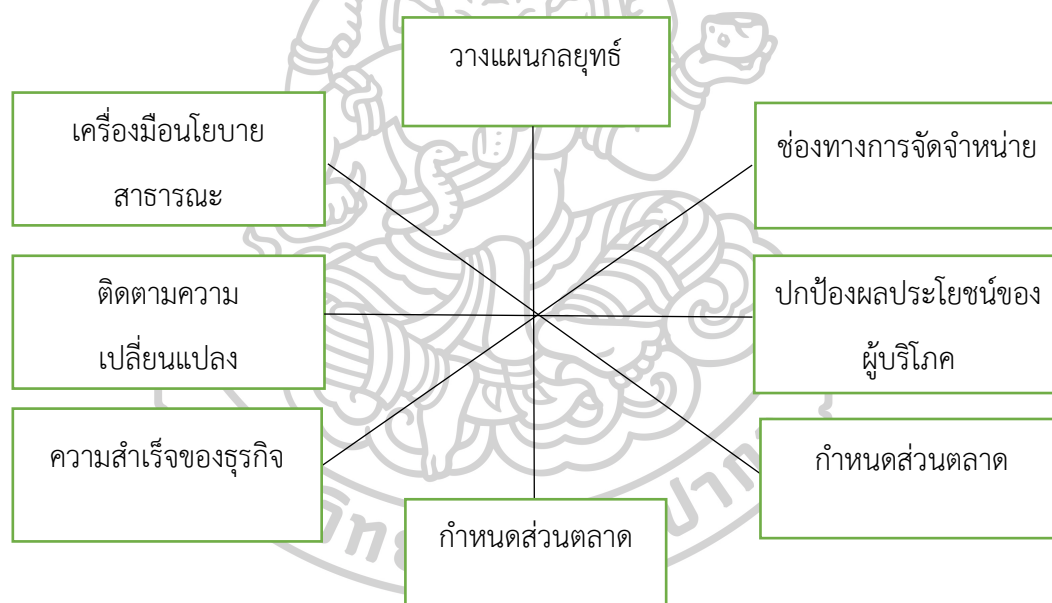 วางแผนกลยุทธ์
เครื่องมือนโยบาย
สาธารณะ
ช่องทางการจัดจำหน่าย
ติดตามความ
เปลี่ยนแปลง
ปกป้องผลประโยชน์ของ
ผู้บริโภค
ความสำเร็จของธุรกิจ
กำหนดส่วนตลาด
กำหนดส่วนตลาด